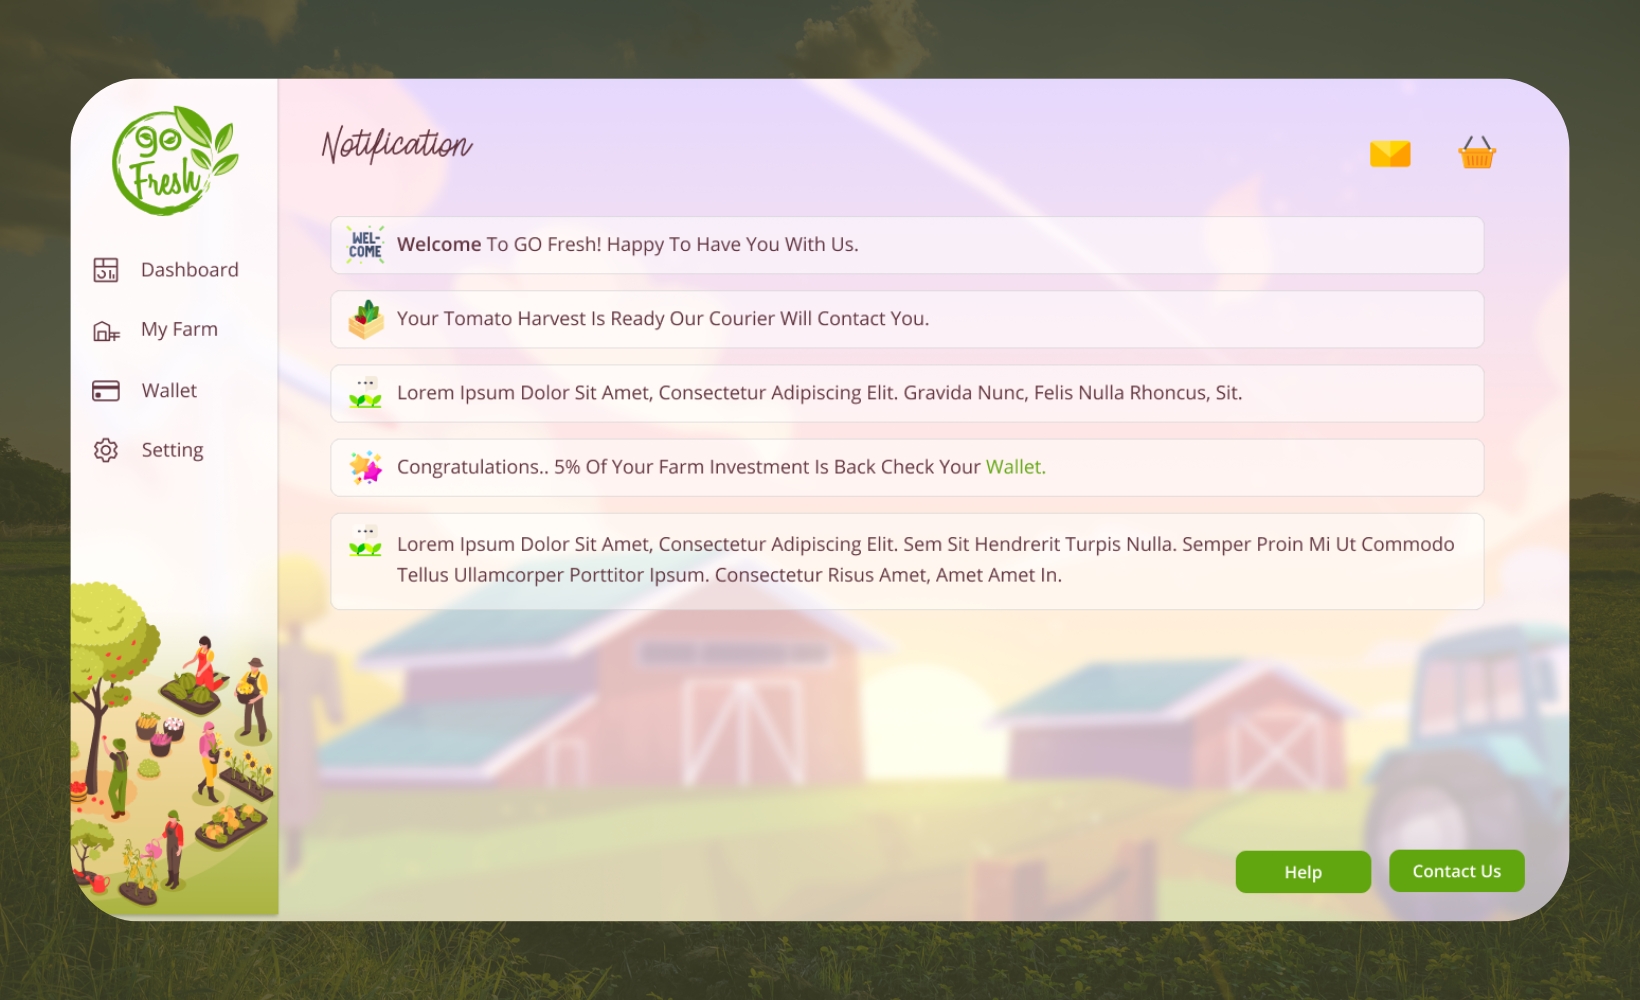 go
Fresh
Dashboard
My Farm
Wallet
Setting
Notification
WEL-
COME
Welcome To GO Fresh! Happy To Have You With Us.
Your Tomato Harvest Is Ready Our Courier Will Contact You.
Lorem Ipsum Dolor Sit Amet, Consectetur Adipiscing Elit. Gravida Nunc, Felis Nulla Rhoncus, Sit.
Congratulations.. 5% Of Your Farm Investment Is Back Check Your Wallet.
Lorem Ipsum Dolor Sit Amet, Consectetur Adipiscing Elit. Sem Sit Hendrerit Turpis Nulla. Semper Proin Mi Ut Commodo
Tellus Ullamcorper Porttitor Ipsum. Consectetur Risus Amet, Amet Amet In.
Help
Contact Us